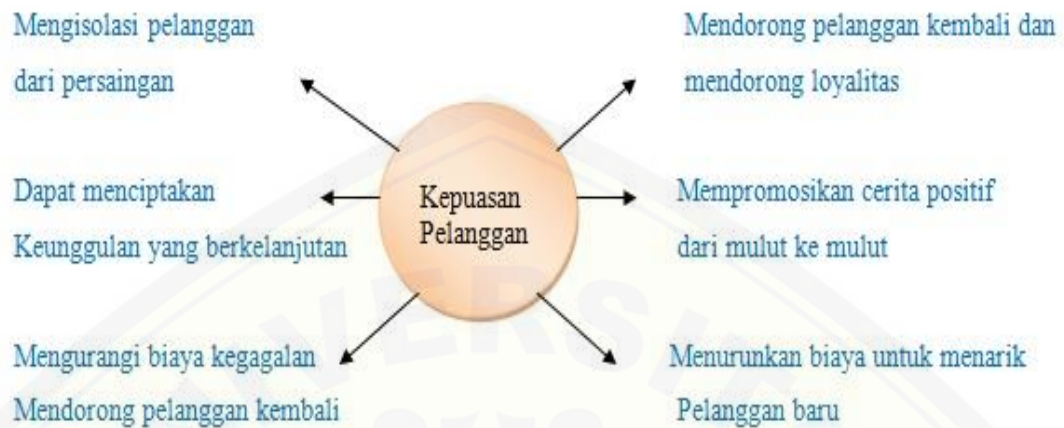 Mengisolasi pelanggan
dari persaingan
Mendorong pelanggan kembali dan
mendorong loyalitas
Dapat menciptakan
Keunggulan yang berkelanjutan
Kepuasan
Pelanggan
Mempromosikan cerita positif
dari mulut ke mulut
Mengurangi biaya kegagalan
Mendorong pelanggan kembali
Menurunkan biaya untuk menarik
Pelanggan baru